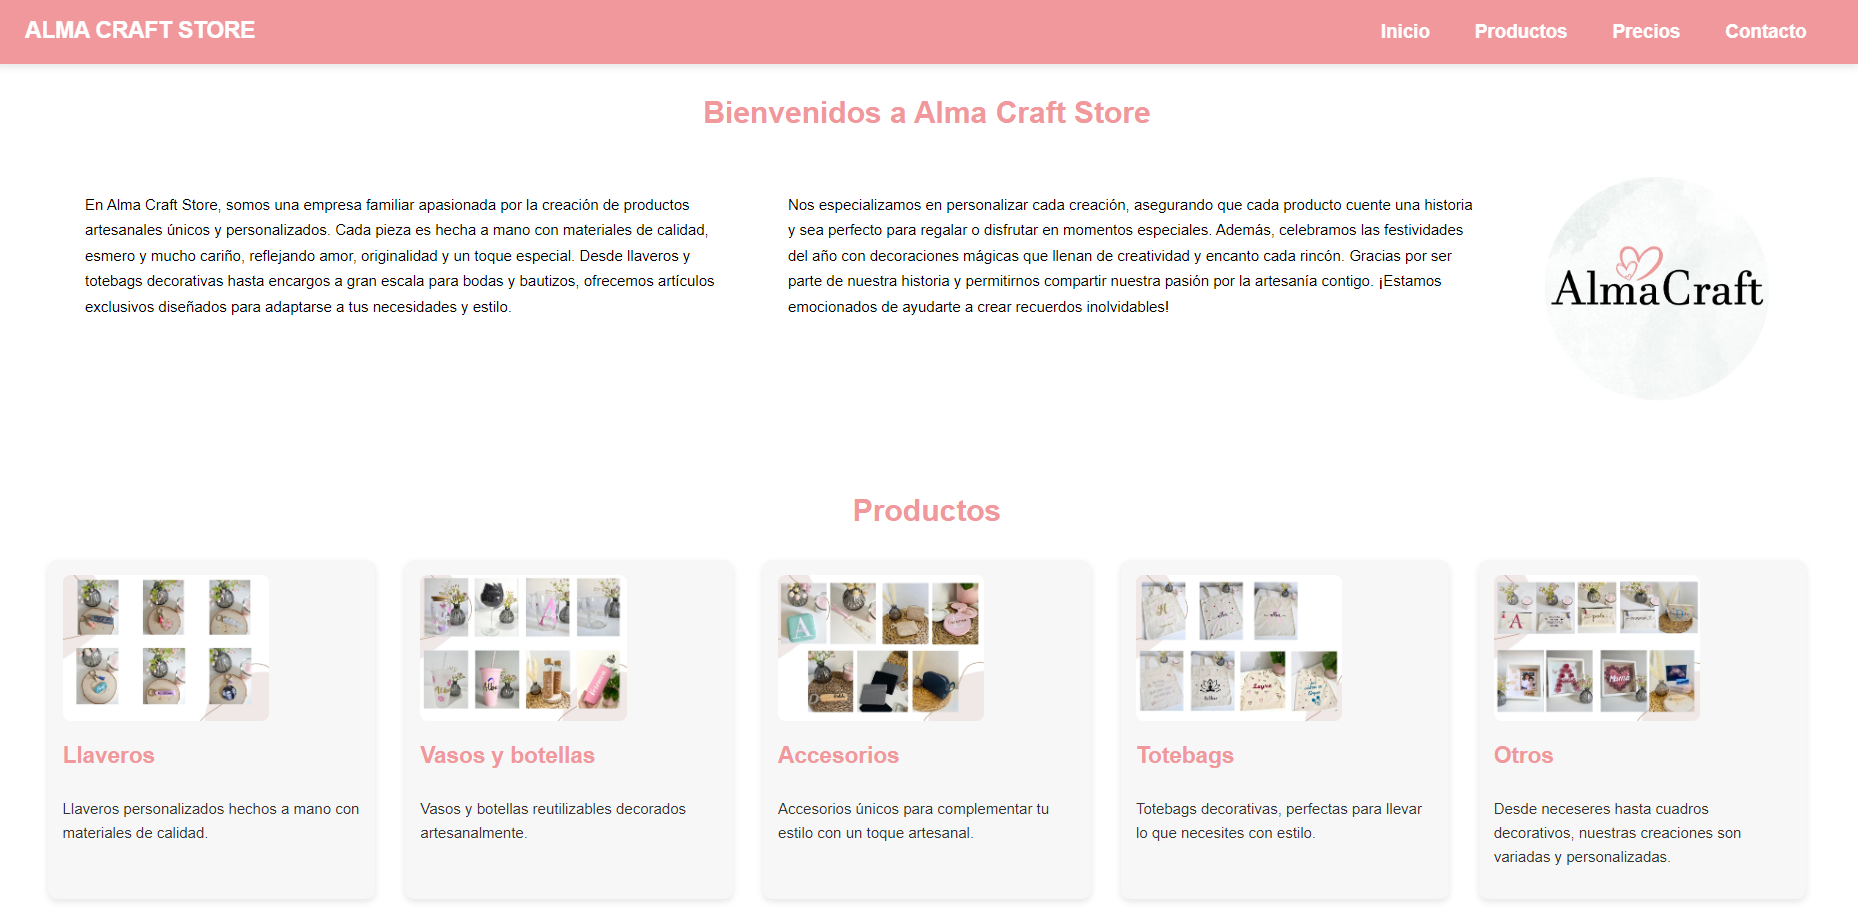 ALMA CRAFT STORE
Inicio
Productos
Precios
Contacto
Bienvenidos a Alma Craft Store
En Alma Craft Store, somos una empresa familiar apasionada por la creación de productos
artesanales únicos y personalizados. Cada pieza es hecha a mano con materiales de calidad,
esmero y mucho cariño, reflejando amor, originalidad y un toque especial. Desde llaveros y
totebags decorativas hasta encargos a gran escala para bodas y bautizos, ofrecemos artículos
exclusivos diseñados para adaptarse a tus necesidades y estilo.
Nos especializamos en personalizar cada creación, asegurando que cada producto cuente una historia
y sea perfecto para regalar o disfrutar en momentos especiales. Además, celebramos las festividades
del año con decoraciones mágicas que llenan de creatividad y encanto cada rincón. Gracias por ser
parte de nuestra historia y permitirnos compartir nuestra pasión por la artesanía contigo. ¡Estamos
emocionados de ayudarte a crear recuerdos inolvidables!
AlmaCraft
Productos
Llaveros
Llaveros personalizados hechos a mano con
materiales de calidad.
A
Alba
Vasos y botellas
Vasos y botellas reutilizables decorados
artesanalmente.
A
Accesorios
Accesorios únicos para complementar tu
estilo con un toque artesanal.
Totebags
Totebags decorativas, perfectas para llevar
lo que necesites con estilo.
A
Mamá
Otros
Desde neceseres hasta cuadros
decorativos, nuestras creaciones son
variadas y personalizadas.